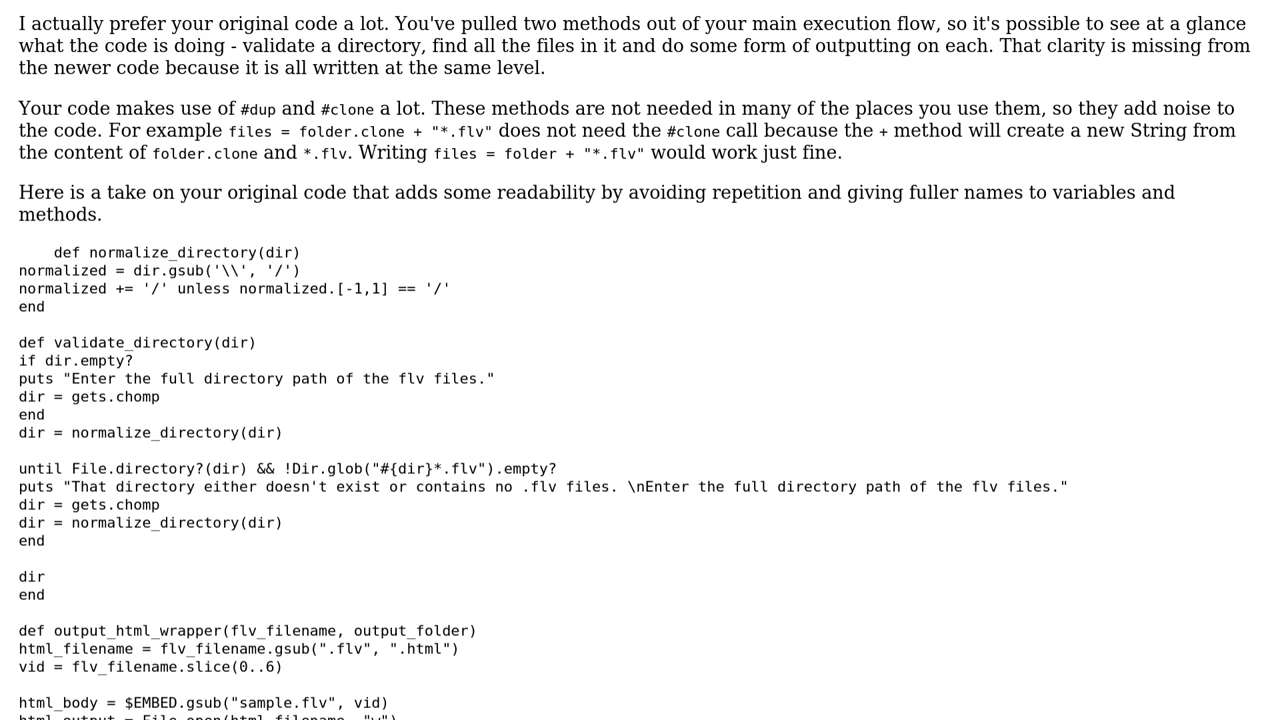 I actually prefer your original code a lot. You've pulled two methods out of your main execution flow, so it's possible to see at a glance
what the code is doing - validate a directory, find all the files in it and do some form of outputting on each. That clarity is missing from
the newer code because it is all written at the same level.
Your code makes use of #dup and #clone a lot. These methods are not needed in many of the places you use them, so they add noise to
the code. For example files = folder.clone + "*.flv" does not need the #clone call because the + method will create a new String from
the content of folder.clone and *.flv. Writing files = folder + "*.flv" would work just fine.
Here is a take on your original code that adds some readability by avoiding repetition and giving fuller names to variables and
methods.
def normalize_directory(dir)
normalized = dir.gsub('\\', '/')
normalized += '/' unless normalized.[-1,1] == '/'
end
def validate_directory(dir)
if dir.empty?
puts "Enter the full directory path of the flv files."
dir = gets.chomp
end
dir = normalize_directory(dir)
until File.directory?(dir) && !Dir.glob("#{dir}*.flv").empty?
puts "That directory either doesn't exist or contains no .flv files. \nEnter the full directory path of the flv files."
dir = gets.chomp
dir = normalize_directory(dir)
end
dir
end
def output_html_wrapper(flv_filename, output_folder)
html_filename = flv_filename.gsub(".flv", ".html")
vid = flv_filename.slice(0..6)
html_body = $EMBED.gsub("sample.flv", vid)
html_output = File.open(html_filename, "w")